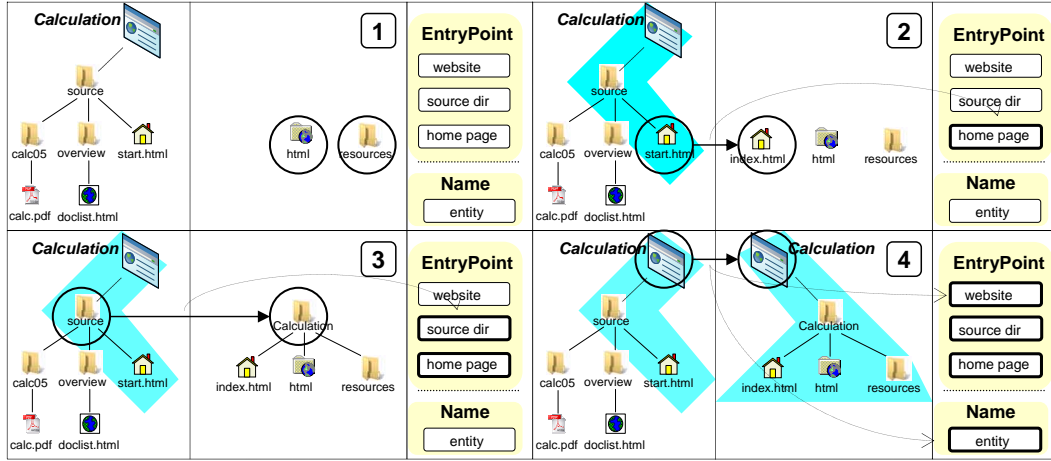 Calculation
1
source
calc05 overview start.html
calc.pdf doclist.html
html resources
EntryPoint
website
source dir
home page
Name
entity
Calculation
2
source
calc05 overview start.html
calc.pdf doclist.html
index.html html resources
EntryPoint
website
source dir
home page
Name
entity
Calculation
3
source
calc05 overview start.html
calc.pdf doclist.html
Calculation
index.html html resources
EntryPoint
website
source dir
home page
Name
entity
Calculation
Calculation
4
source
calc05 overview start.html
calc.pdf doclist.html
Calculation
index.html html resources
EntryPoint
website
source dir
home page
Name
entity